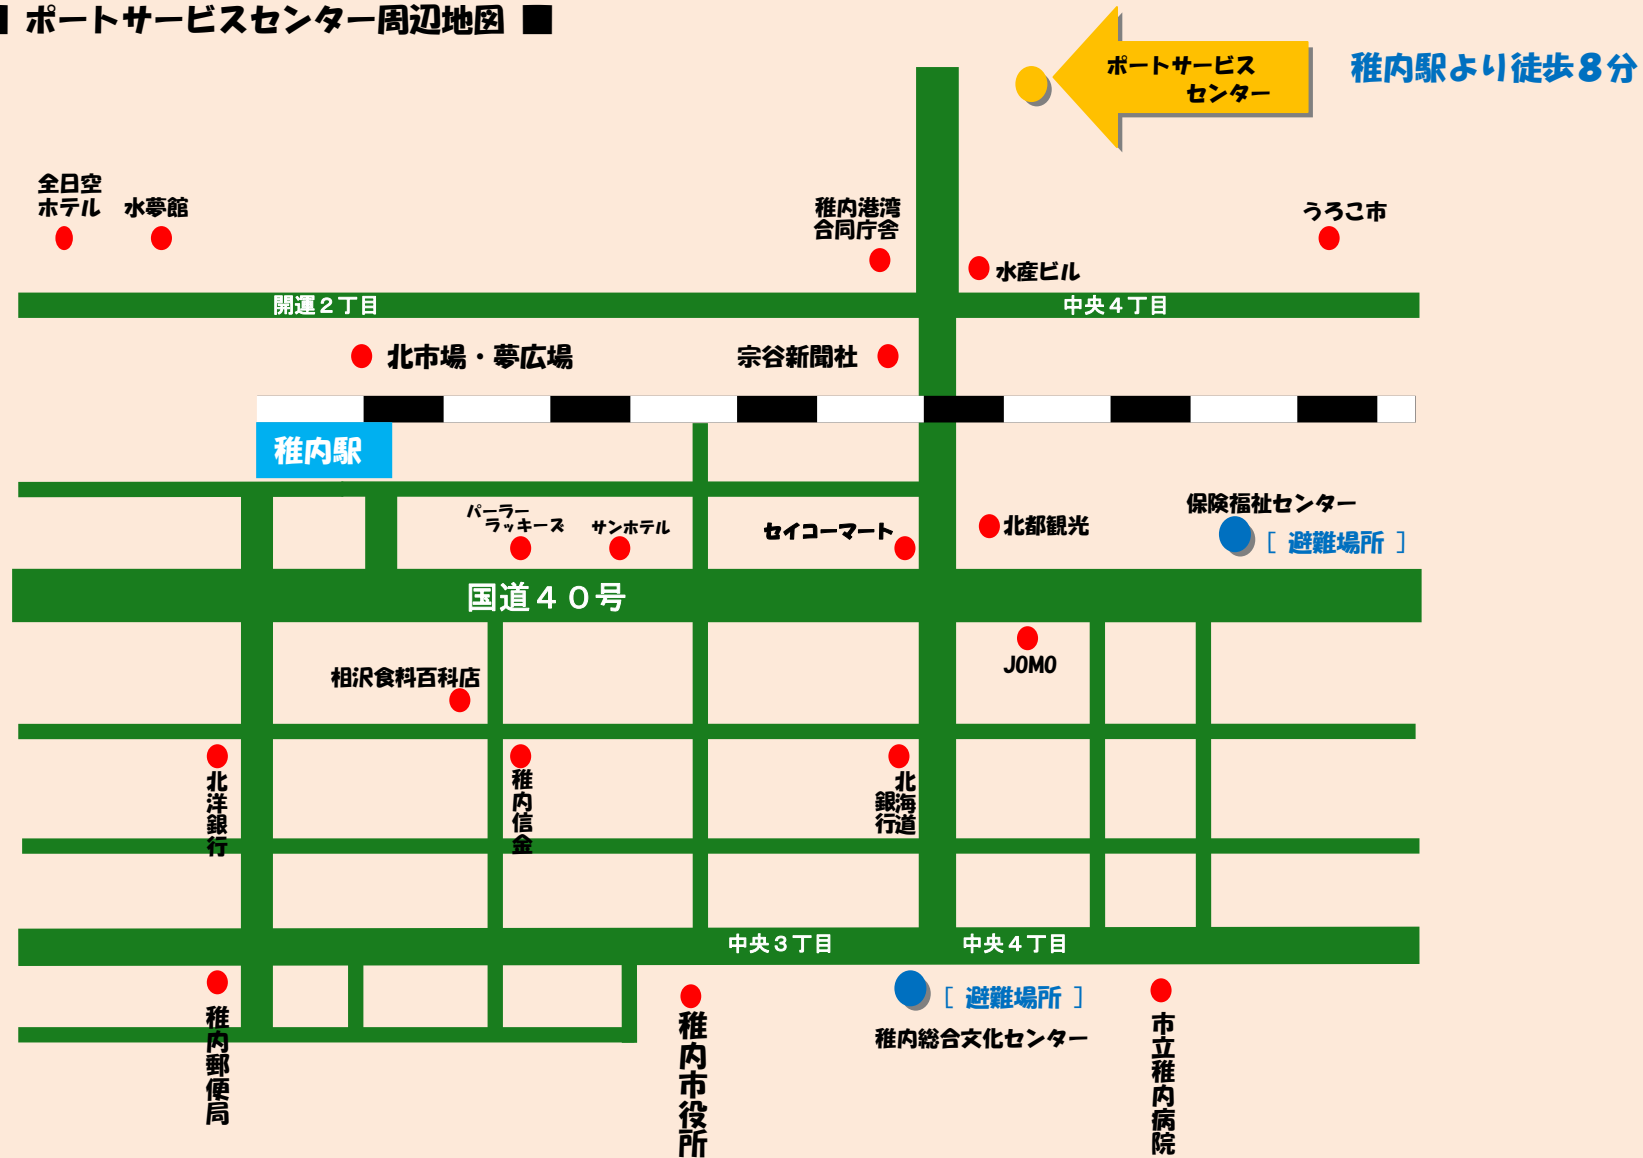 ■ ポートサービスセンター周辺地図 ■
ポートサービス
センター
稚内駅より徒歩８分
全日空
ホテル
水夢館
稚内港湾
合同庁舎
うろこ市
水産ビル
開運２丁目
中央４丁目
北市場・夢広場
宗谷新聞社
稚内駅
パーラー
ラッキーズ
サンホテル
セイコーマート
北都観光
保険福祉センター
［ 避難場所 ］
国道４０号
JOMO
相沢食料百科店
北洋銀行
稚内信金
北海道
銀行
中央３丁目
中央４丁目
稚内郵便局
稚内市役所
［ 避難場所 ］
稚内総合文化センター
市立稚内病院